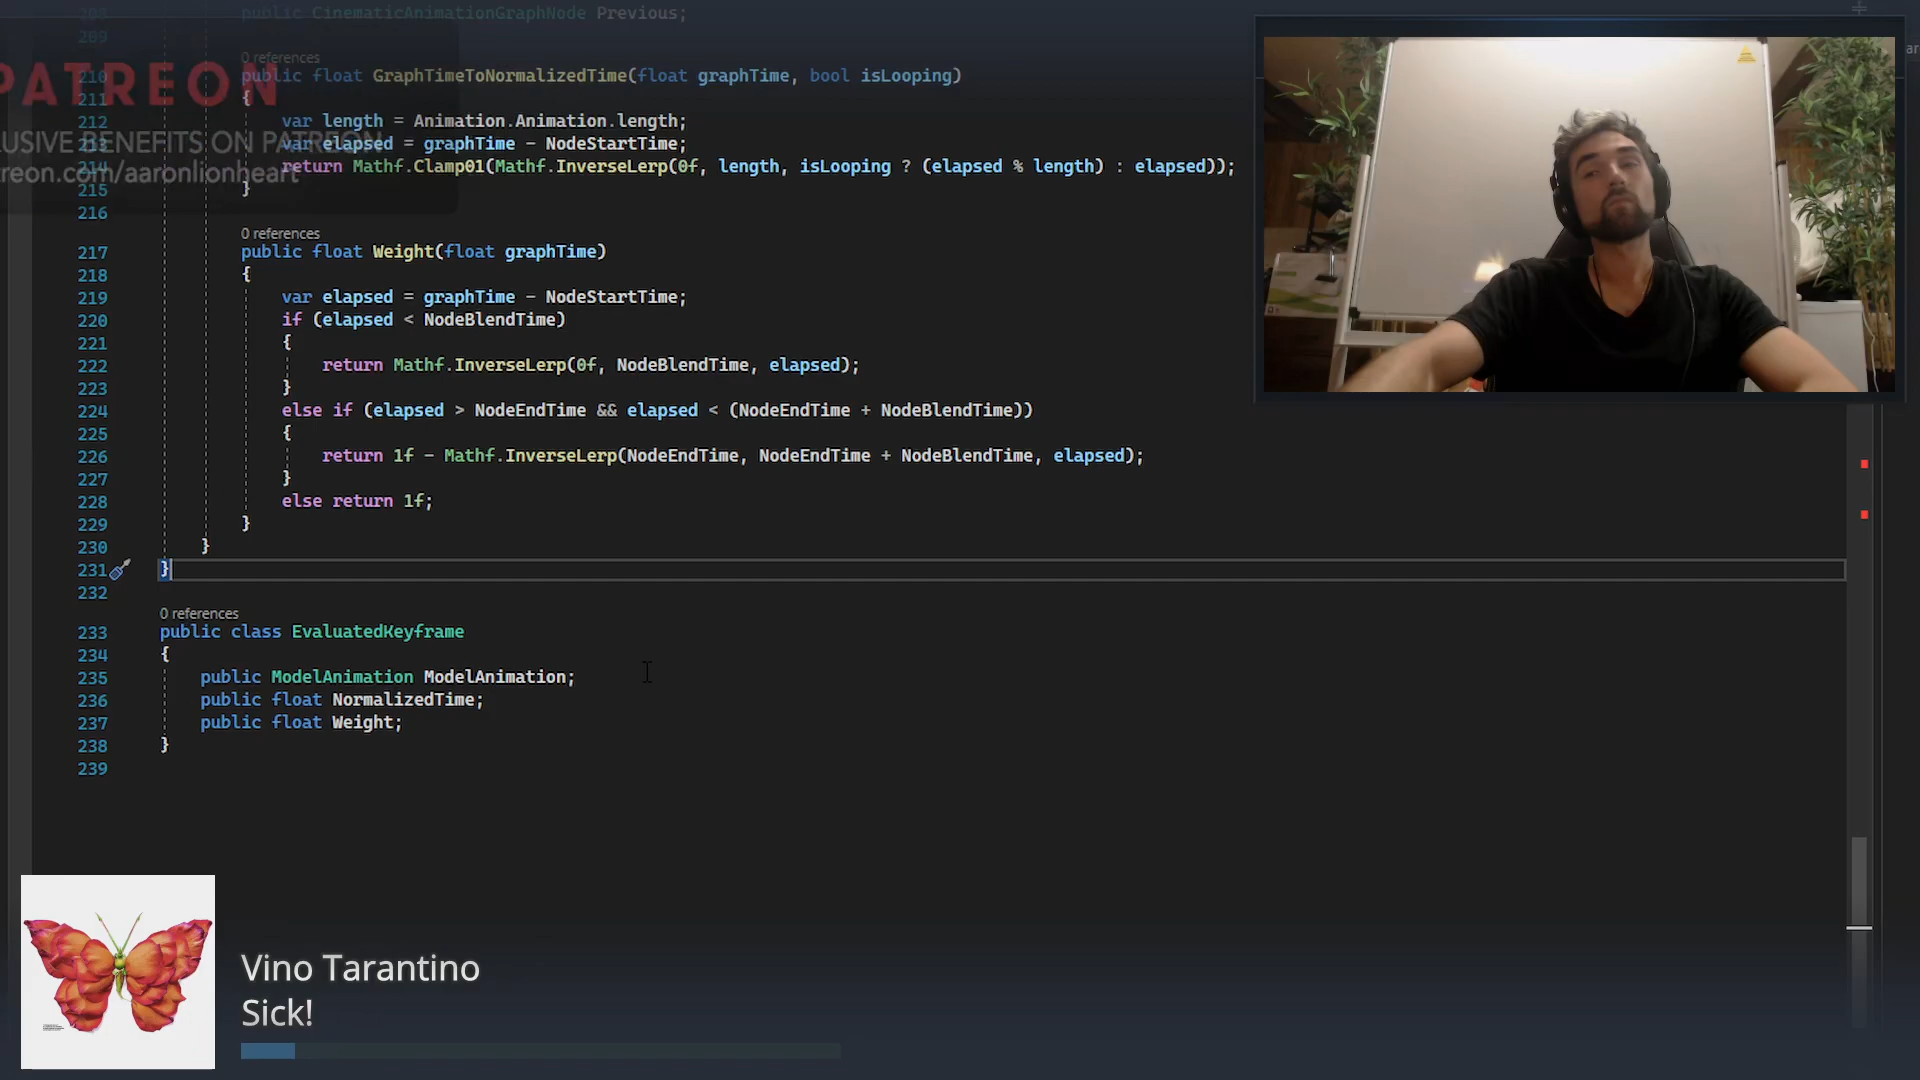 208 public CinematicAnimationGraphNode Previous;
209
0 references
210 public float GraphTimeToNormalizedTime(float graphTime, bool isLooping)
211 {
212 var length = Animation.Animation.length;
213 var elapsed = graphTime - NodeStartTime;
214 return Mathf.Clamp01(Mathf.InverseLerp(0f, length, isLooping ? (elapsed % length) : elapsed));
215 }
216
0 references
217 public float Weight(float graphTime)
218 {
219 var elapsed = graphTime - NodeStartTime;
220 if (elapsed < NodeBlendTime)
221 {
222 return Mathf.InverseLerp(0f, NodeBlendTime, elapsed);
223 }
224 else if (elapsed > NodeEndTime && elapsed < (NodeEndTime + NodeBlendTime))
225 {
226 return 1f - Mathf.InverseLerp(NodeEndTime, NodeEndTime + NodeBlendTime, elapsed);
227 }
228 else return 1f;
229 }
230 }
231 }
232
0 references
233 public class EvaluatedKeyframe
234 {
235 public ModelAnimation ModelAnimation;
236 public float NormalizedTime;
237 public float Weight;
238 }
239
PATREON
LUSIVE BENEFITS ON PATREON
treon.com/aaronlionheart
Vino Tarantino
Sick!